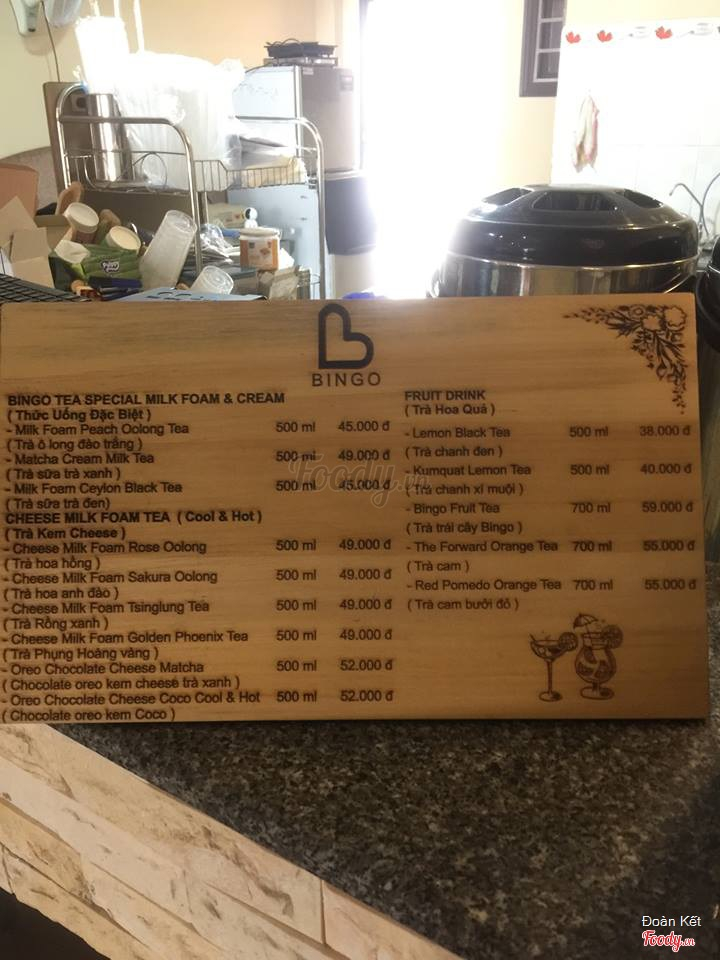 BINGO
BINGO TEA SPECIAL MILK FOAM & CREAM
( Thức Uống Đặc Biệt )
- Milk Foam Peach Oolong Tea 500 ml 45.000 đ
( Trà ô long đào trắng )
- Matcha Cream Milk Tea 500 ml 49.000 đ
( Trà sữa trà xanh )
- Milk Foam Ceylon Black Tea 500 ml 45.000 đ
( Trà sữa trà đen)
CHEESE MILK FOAM TEA ( Cool & Hot )
( Trà Kem Cheese )
- Cheese Milk Foam Rose Oolong 500 ml 49.000 đ
( Trà hoa hồng )
- Cheese Milk Foam Sakura Oolong 500 ml 49.000 đ
( Trà hoa anh đào )
- Cheese Milk Foam Tsinglung Tea 500 ml 49.000 đ
( Trà Rồng xanh )
- Cheese Milk Foam Golden Phoenix Tea 500 ml 49.000 đ
( Trà Phụng Hoàng vàng )
- Oreo Chocolate Cheese Matcha 500 ml 52.000 đ
( Chocolate oreo kem cheese trà xanh )
- Oreo Chocolate Cheese Coco Cool & Hot 500 ml 52.000 đ
( Chocolate oreo kem Coco )
FRUIT DRINK
( Trà Hoa Quả )
- Lemon Black Tea 500 ml 38.000 đ
( Trà chanh đen )
- Kumquat Lemon Tea 500 ml 40.000 đ
( Trà chanh xí muội )
- Bingo Fruit Tea 700 ml 59.000 đ
( Trà trái cây Bingo )
- The Forward Orange Tea 700 ml 55.000 đ
( Trà cam )
- Red Pomedo Orange Tea 700 ml 55.000 đ
( Trà cam bưởi đỏ )
Foody.vn
Đoàn Kết
Foody.vn